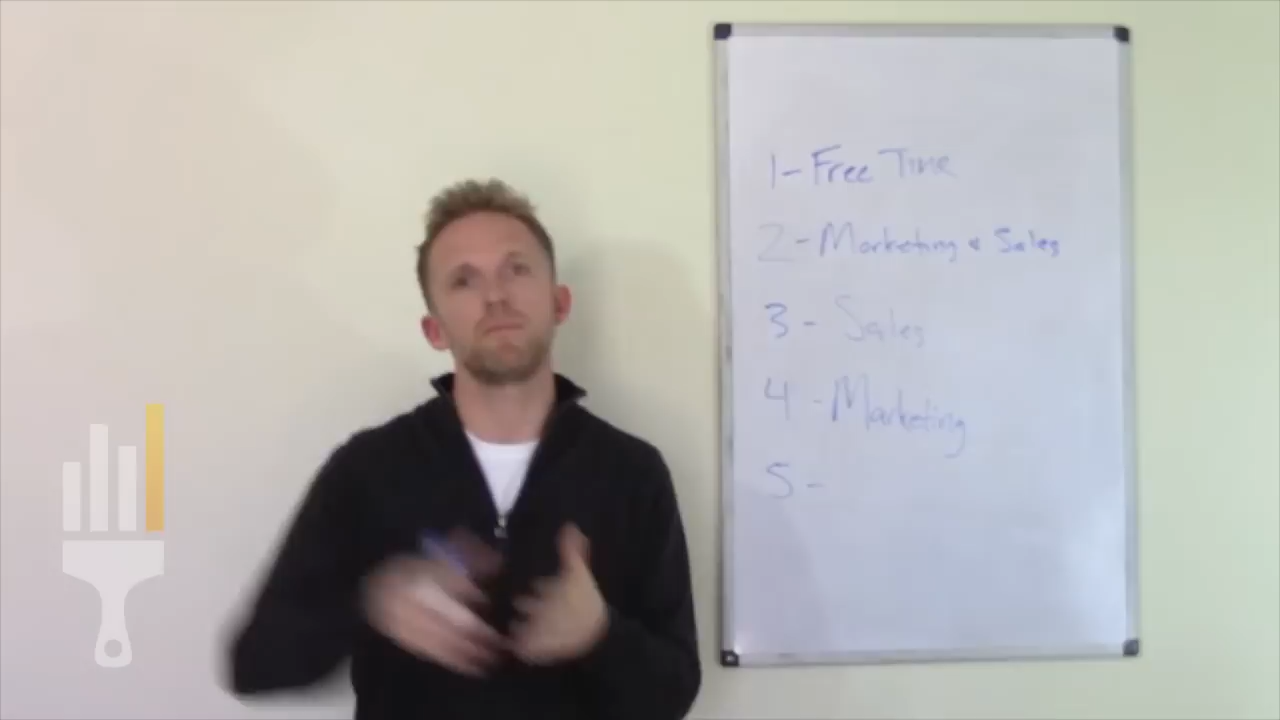 1 - Free Time
2 - Marketing & Sales
3 - Sales
4 - Marketing
5 -